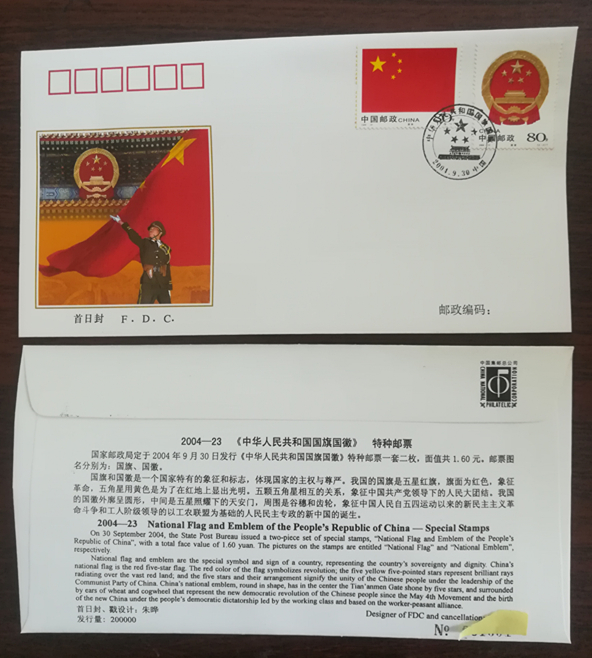 中国邮政 CHINA
中国邮政
80分
2004.9.30
首日封 F.D.C.
邮政编码：
中国集邮总公司
CHINA NATIONAL
PHILATELIC
CORPORATION
2004—23 《中华人民共和国国旗国徽》 特种邮票
国家邮政局定于 2004 年 9 月 30 日发行《中华人民共和国国旗国徽》特种邮票一套二枚，面值共 1.60 元。邮票图
名分别为：国旗、国徽。
国旗和国徽是一个国家特有的象征和标志，体现国家的主权与尊严。我国的国旗是五星红旗，旗面为红色，象征
革命，五角星用黄色是为了在红地上显出光明。五颗五角星相互的关系，象征中国共产党领导下的人民大团结。我国
的国徽外廓呈圆形，中间是五星照耀下的天安门，周围是谷穗和齿轮，象征中国人民自五四运动以来的新民主主义革
命斗争和工人阶级领导的以工农联盟为基础的人民民主专政的新中国的诞生。
2004—23 National Flag and Emblem of the People's Republic of China — Special Stamps
On 30 September 2004, the State Post Bureau issued a two-piece set of special stamps, “National Flag and Emblem of the People's
Republic of China”, with a total face value of 1.60 yuan. The pictures on the stamps are entitled “National Flag” and “National Emblem”,
respectively.
National flag and emblem are the special symbol and sign of a country, representing the country's sovereignty and dignity. China's
national flag is the red five-star flag. The red color of the flag symbolizes revolution; the five yellow five-pointed stars represent brilliant rays
radiating over the vast red land; and the five stars and their arrangement signify the unity of the Chinese people under the leadership of the
Communist Party of China. China's national emblem, round in shape, has in the center the Tian'anmen Gate shone by five stars, and surrounded
by ears of wheat and cogwheel that represent the new democratic revolution of the Chinese people since the May 4th Movement and the birth
of the new China under the people's democratic dictatorship led by the working class and based on the worker-peasant alliance.
首日封、戳设计：朱晔
Designer of FDC and cancellation
发行量：200000
№